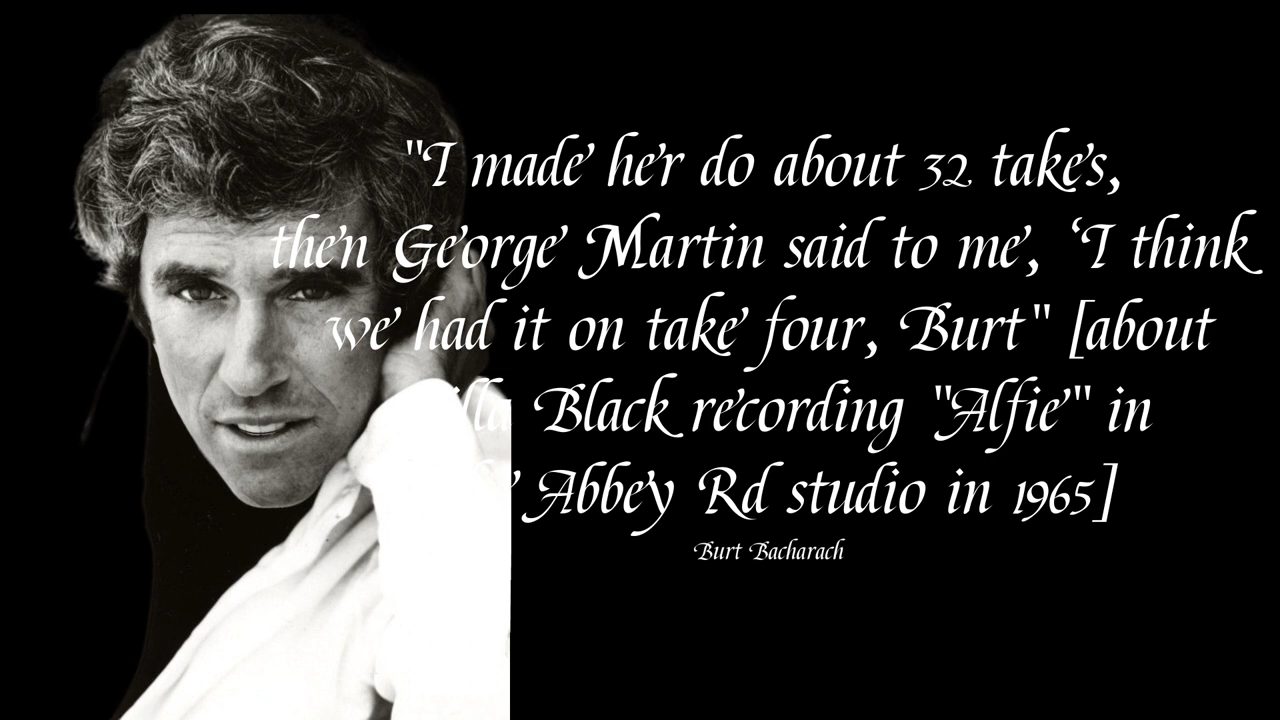 "I made her do about 32 takes,
then George Martin said to me, ‘I think
we had it on take four, Burt" [about
Black recording "Alfie"" in
Abbey Rd studio in 1965]
Burt Bacharach